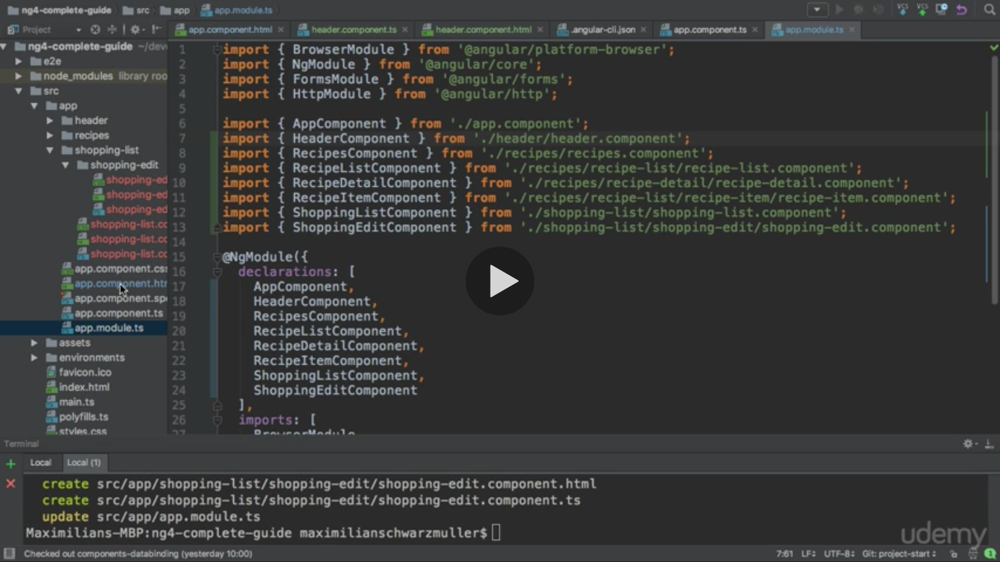 ng4-complete-guide src app app.module.ts
VCS VCS
Project
app.component.html header.component.ts header.component.html .angular-cli.json app.component.ts app.module.ts
ng4-complete-guide ~/dev
e2e
node_modules library roo
src
app
header
recipes
shopping-list
shopping-edit
shopping-ed
shopping-ed
shopping-ed
shopping-list.co
shopping-list.co
shopping-list.co
app.component.css
app.component.htm
app.component.spe
app.component.ts
app.module.ts
assets
environments
favicon.ico
index.html
main.ts
polyfills.ts
styles.css
1 import { BrowserModule } from '@angular/platform-browser';
2 import { NgModule } from '@angular/core';
3 import { FormsModule } from '@angular/forms';
4 import { HttpModule } from '@angular/http';
5
6 import { AppComponent } from './app.component';
7 import { HeaderComponent } from './header/header.component';
8 import { RecipesComponent } from './recipes/recipes.component';
9 import { RecipeListComponent } from './recipes/recipe-list/recipe-list.component';
10 import { RecipeDetailComponent } from './recipes/recipe-detail/recipe-detail.component';
11 import { RecipeItemComponent } from './recipes/recipe-list/recipe-item/recipe-item.component';
12 import { ShoppingListComponent } from './shopping-list/shopping-list.component';
13 import { ShoppingEditComponent } from './shopping-list/shopping-edit/shopping-edit.component';
14
15 @NgModule({
16 declarations: [
17 AppComponent,
18 HeaderComponent,
19 RecipesComponent,
20 RecipeListComponent,
21 RecipeDetailComponent,
22 RecipeItemComponent,
23 ShoppingListComponent,
24 ShoppingEditComponent
25 ],
26 imports: [
27 BrowserModule
Terminal
Local Local (1)
create src/app/shopping-list/shopping-edit/shopping-edit.component.html
create src/app/shopping-list/shopping-edit/shopping-edit.component.ts
update src/app/app.module.ts
Maximilians-MBP:ng4-complete-guide maximilianschwarzmuller$
udemy
Checked out components-databinding (yesterday 10:00) 7:61 LF UTF-8 Git: project-start 1